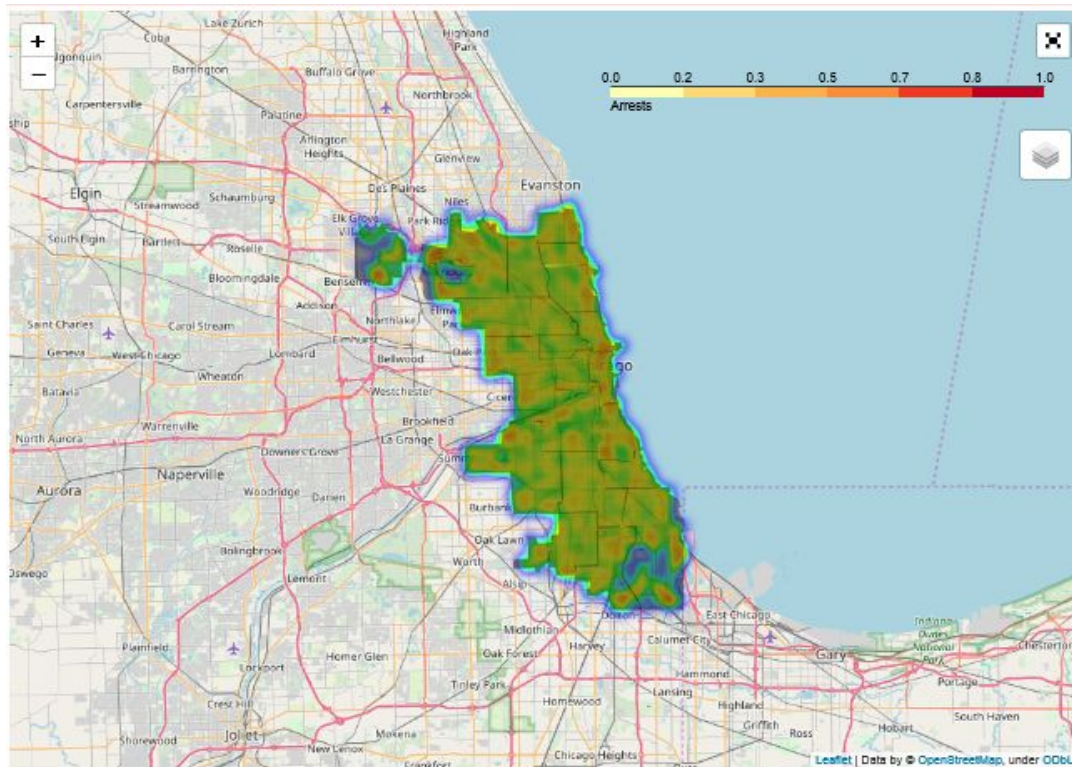 Lake Zurich
Highland
Park
+
Cuba
Barrington
Buffalo Grove
−
0.0 0.2 0.3 0.5 0.7 0.8 1.0
Northbrook
Carpentersville
Arrests
Palatine
Arlington
Heights
Glenview
Des Plaines
Evanston
Elgin
Schaumburg
Niles
Streamwood
Elk Grove
South Elgin
Bartlett
Roselle
Bloomingdale
Addison
Northlake
Saint Charles
Carol Stream
Elmhurst
Geneva
West Chicago
Lombard
Bellwood
Wheaton
Batavia
Westchester
Warrenville
Brookfield
North Aurora
La Grange
Downers Grove
Naperville
Aurora
Woodridge
Darien
Burbank
Bolingbrook
Oak Lawn
Oswego
Worth
Lemont
Alsip
East Chicago
Indiana
National
Park
Midlothian
Calumet City
Plainfield
Harvey
Gary
Homer Glen
Oak Forest
Lockport
Hammond
Portage
Tinley Park
Lansing
Homewood
Highland
Crest Hill
South Haven
Griffith
Shorewood
Joliet
Mokena
Hobart
Ross
New Lenox
Chicago Heights
Frankfort
Leaflet | Data by © OpenStreetMap, under ODbL